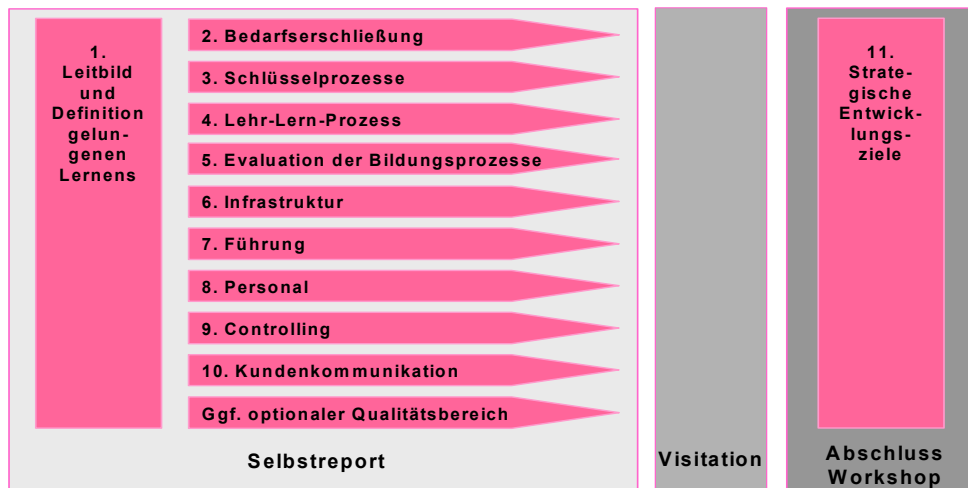 1.
Leitbild
und
Definition
gelun-
genen
Lernens
2. Bedarfserschließung
3. Schlüsselprozesse
4. Lehr-Lern-Prozess
5. Evaluation der Bildungsprozesse
6. Infrastruktur
7. Führung
8. Personal
9. Controlling
10. Kundenkommunikation
Ggf. optionaler Qualitätsbereich
Selbstreport
Visitation
11.
Strate-
gische
Entwick-
lungs-
ziele
Abschluss
Workshop